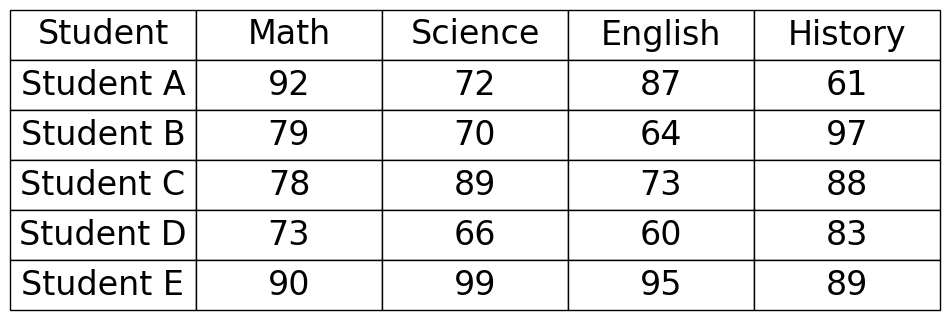 Student Math Science English History
Student A 92 72 87 61
Student B 79 70 64 97
Student C 78 89 73 88
Student D 73 66 60 83
Student E 90 99 95 89